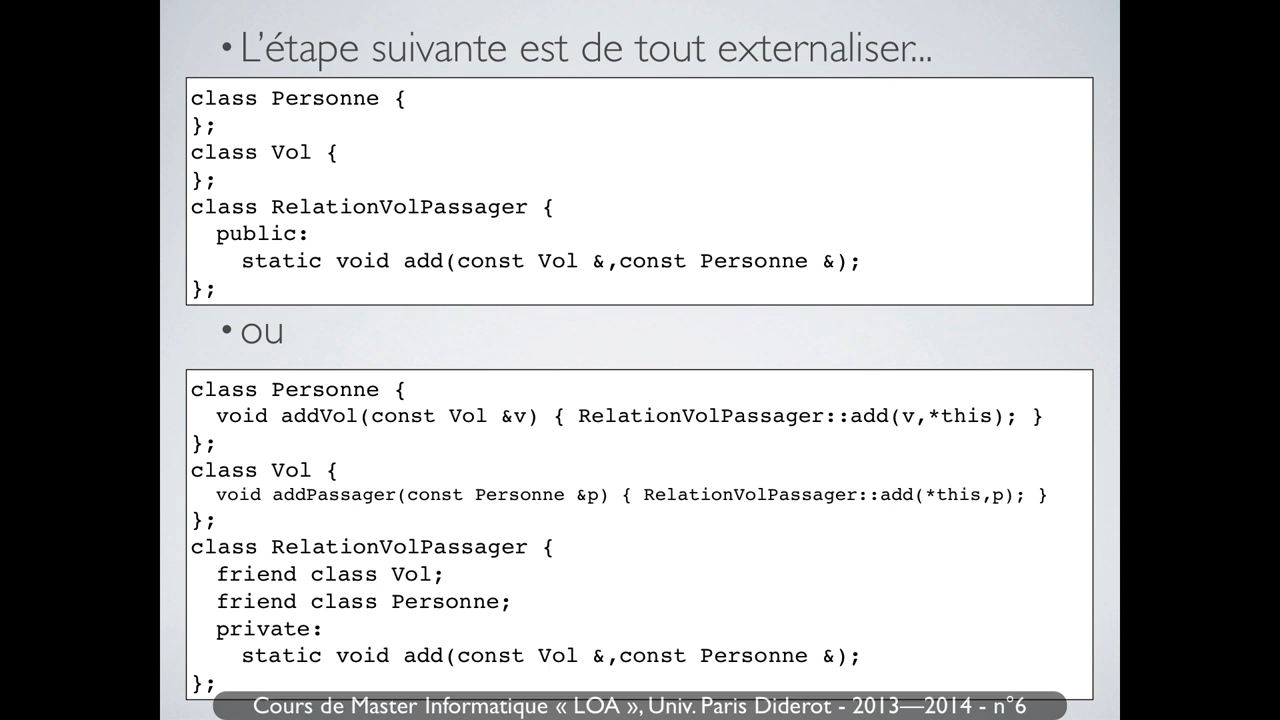 •L’étape suivante est de tout externaliser...
class Personne {
};
class Vol {
};
class RelationVolPassager {
  public:
    static void add(const Vol &,const Personne &);
};
•ou
class Personne {
  void addVol(const Vol &v) { RelationVolPassager::add(v,*this); }
};
class Vol {
  void addPassager(const Personne &p) { RelationVolPassager::add(*this,p); }
};
class RelationVolPassager {
  friend class Vol;
  friend class Personne;
  private:
    static void add(const Vol &,const Personne &);
};
Cours de Master Informatique « LOA », Univ. Paris Diderot - 2013—2014 - n°6